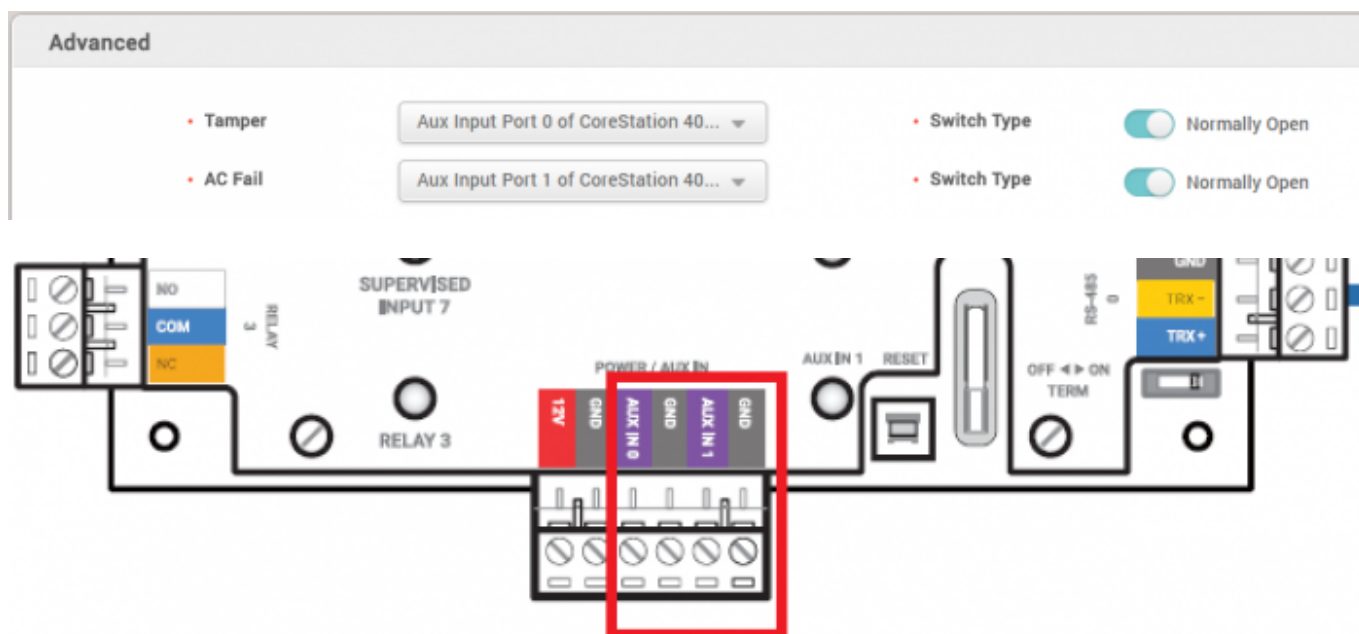 Advanced
Tamper
Aux Input Port 0 of CoreStation 40...
Switch Type
Normally Open
AC Fail
Aux Input Port 1 of CoreStation 40...
Switch Type
Normally Open
NO
COM
NC
RELAY
3
SUPERVISED
INPUT 7
RELAY 3
POWER / AUX IN
12V
GND
AUX IN 0
GND
AUX IN 1
GND
AUX IN 1
RESET
OFF ◀▶ ON
TERM
RS-485
0
GND
TRX -
TRX +